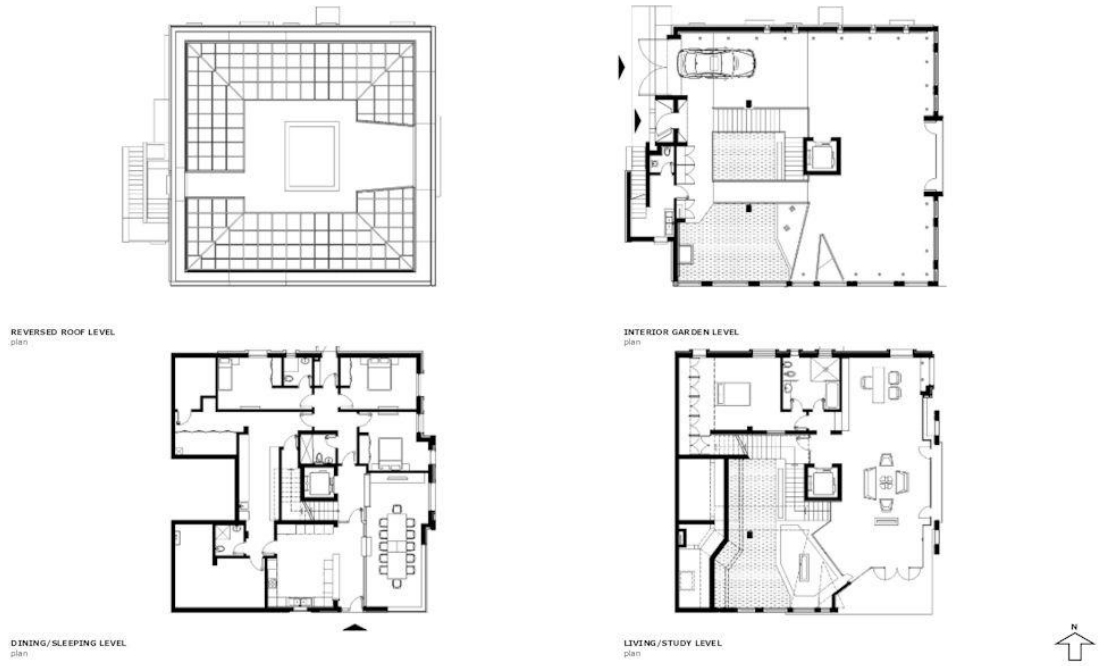 REVERSED ROOF LEVEL
plan
INTERIOR GARDEN LEVEL
plan
DINING/SLEEPING LEVEL
plan
LIVING/STUDY LEVEL
plan
N